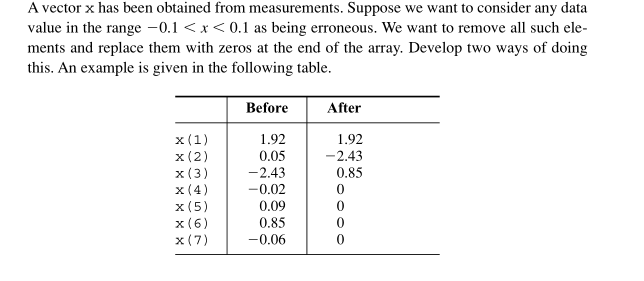 A vector x has been obtained from measurements. Suppose we want to consider any data
value in the range −0.1 < x < 0.1 as being erroneous. We want to remove all such ele-
ments and replace them with zeros at the end of the array. Develop two ways of doing
this. An example is given in the following table.
Before After
x(1) 1.92 1.92
x(2) 0.05 −2.43
x(3) −2.43 0.85
x(4) −0.02 0
x(5) 0.09 0
x(6) 0.85 0
x(7) −0.06 0